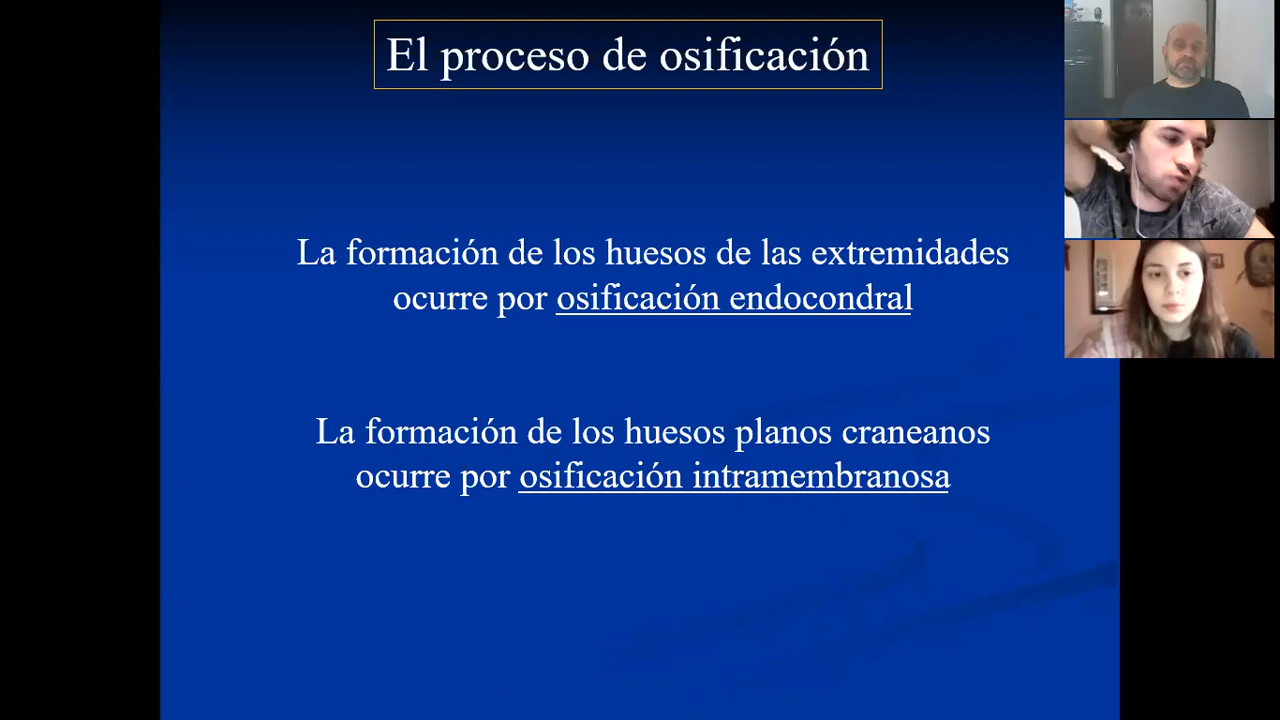 El proceso de osificación
La formación de los huesos de las extremidades
ocurre por osificación endocondral
La formación de los huesos planos craneanos
ocurre por osificación intramembranosa